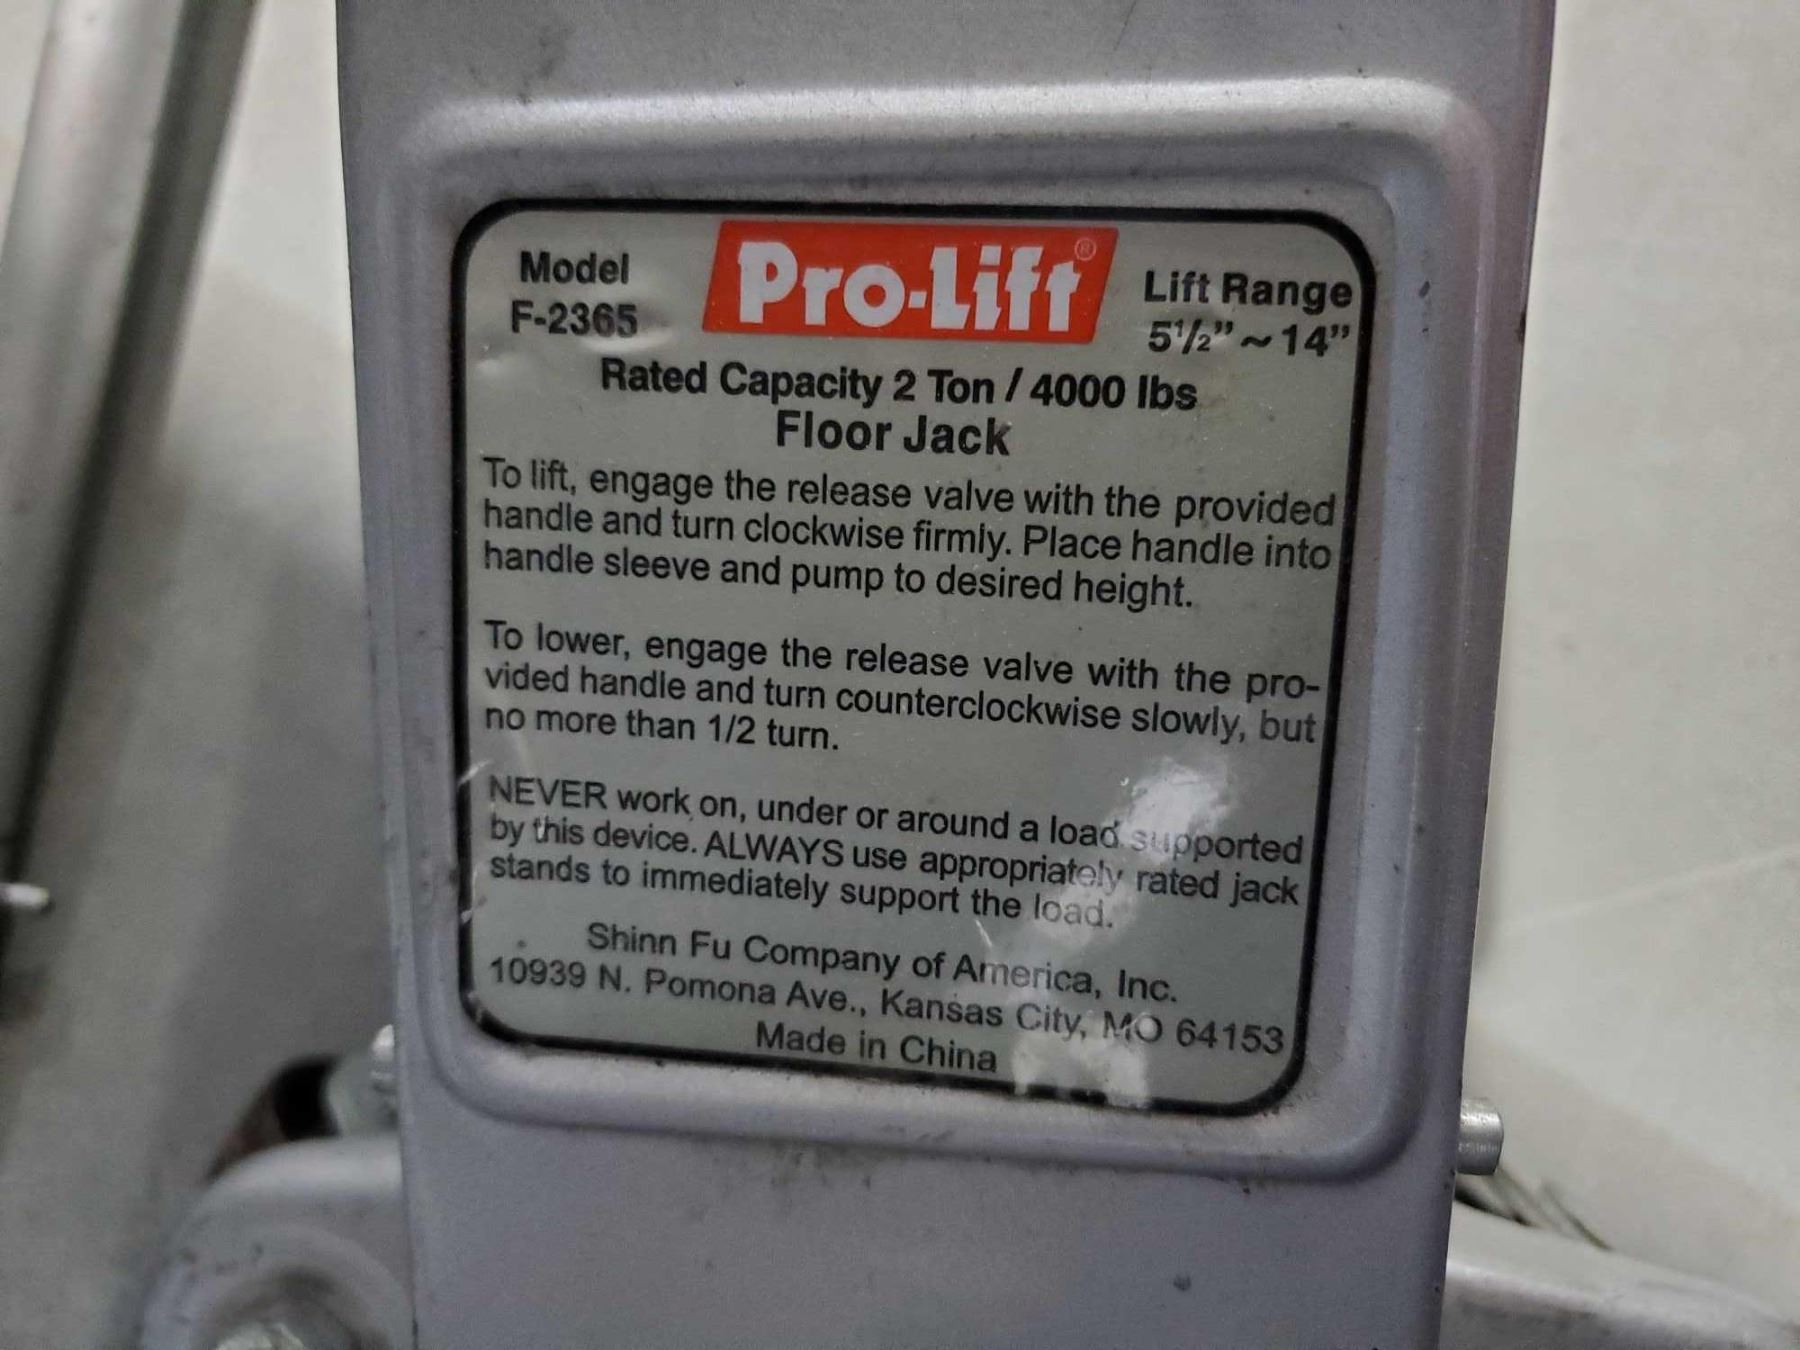 Model
F-2365
Pro-Lift®
Lift Range
5½” ~ 14”
Rated Capacity 2 Ton / 4000 lbs
Floor Jack
To lift, engage the release valve with the provided
handle and turn clockwise firmly. Place handle into
handle sleeve and pump to desired height.
To lower, engage the release valve with the pro-
vided handle and turn counterclockwise slowly, but
no more than 1/2 turn.
NEVER work on, under or around a load supported
by this device. ALWAYS use appropriately rated jack
stands to immediately support the load.
Shinn Fu Company of America, Inc.
10939 N. Pomona Ave., Kansas City, MO 64153
Made in China